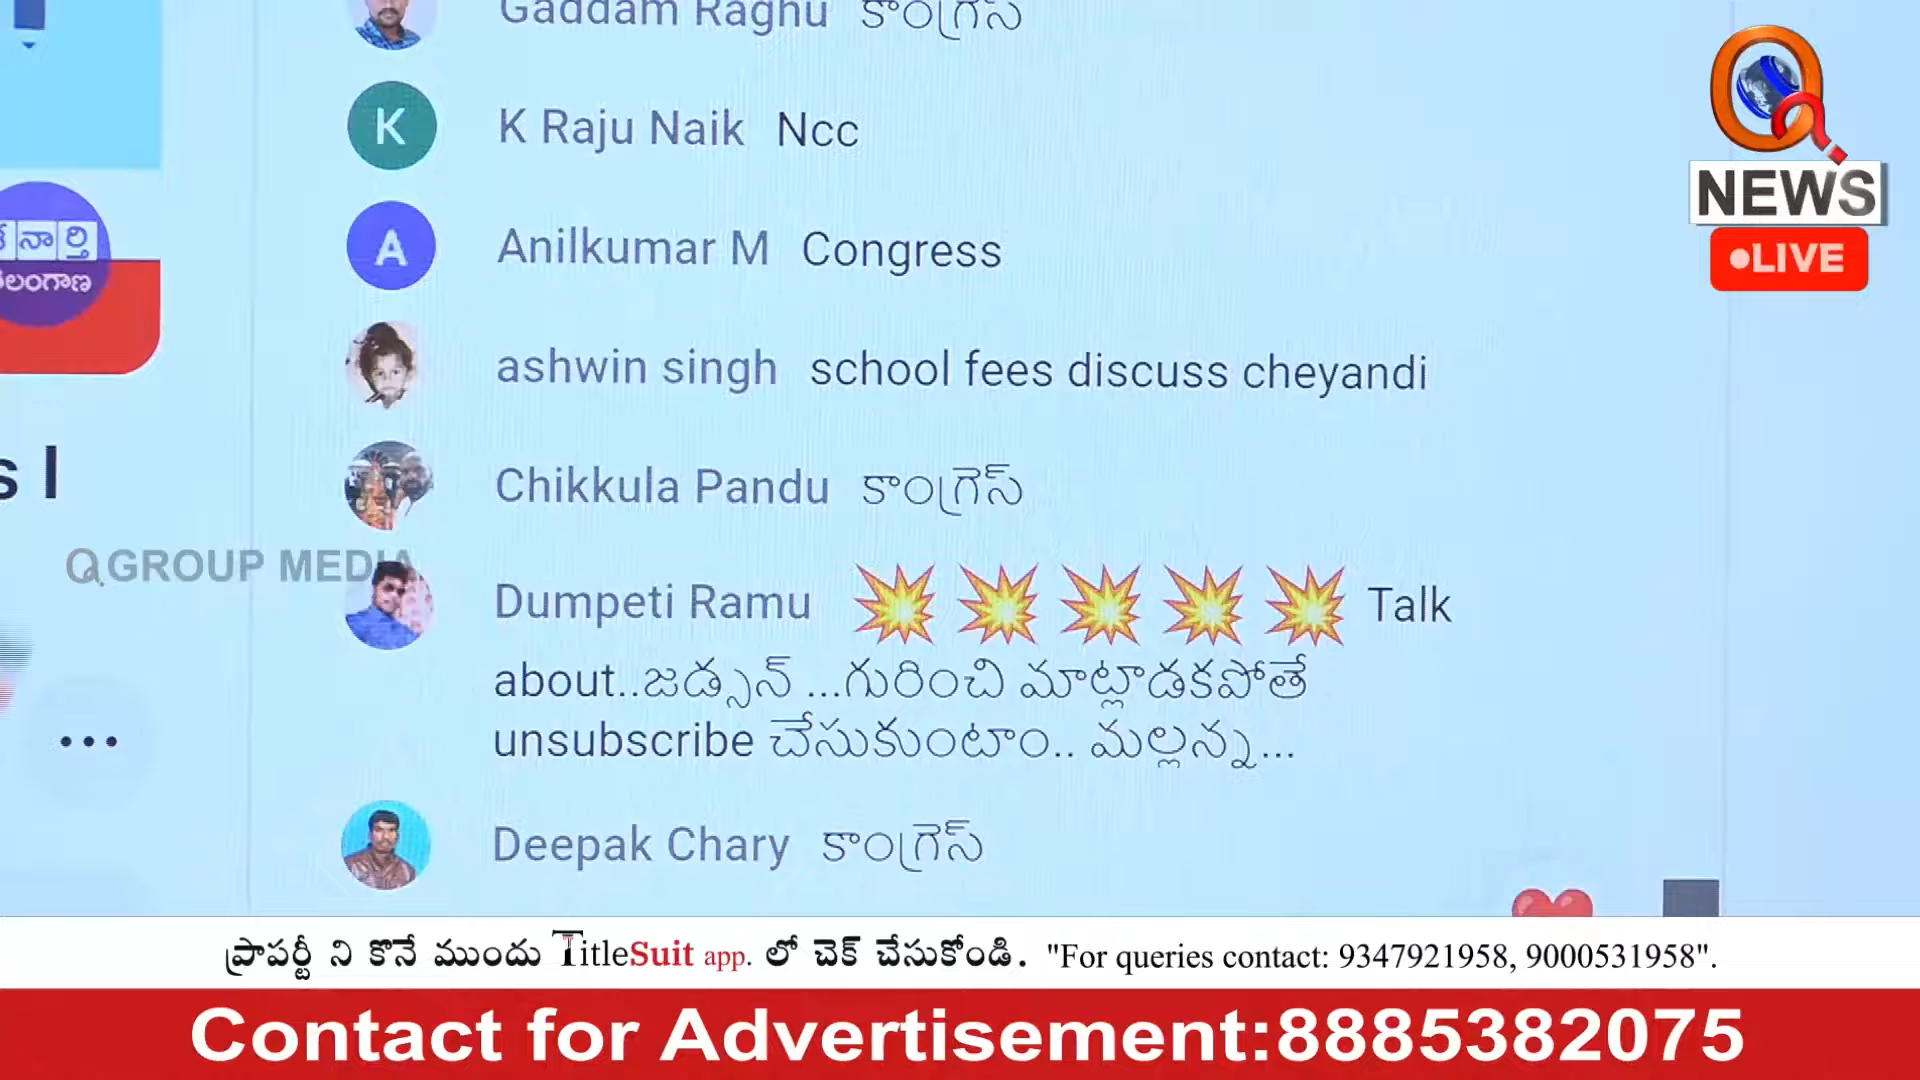 Gaddam Raghu కాంగ్రెస్
K K Raju Naik Ncc
NEWS
LIVE
A Anilkumar M Congress
నార్తి
లంగాణ
ashwin singh school fees discuss cheyandi
s I
Chikkula Pandu కాంగ్రెస్
Q GROUP MEDIA
Dumpeti Ramu 💥💥💥💥💥 Talk
about..జడ్సన్ ...గురించి మాట్లాడకపోతే
unsubscribe చేసుకుంటాం.. మల్లన్న...
Deepak Chary కాంగ్రెస్
ప్రాపర్టీ ని కొనే ముందు TitleSuit app. లో చెక్ చేసుకోండి. "For queries contact: 9347921958, 9000531958".
Contact for Advertisement:8885382075